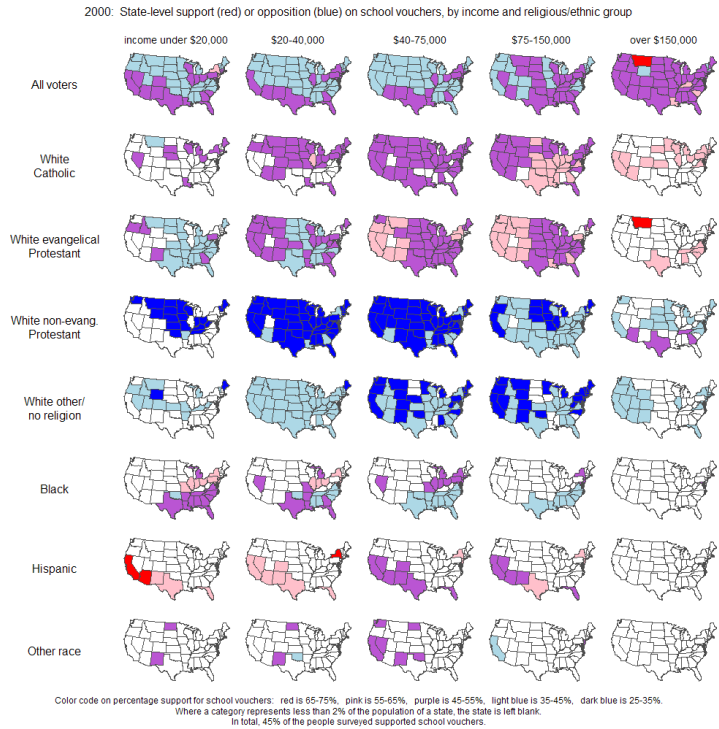 2000:  State-level support (red) or opposition (blue) on school vouchers, by income and religious/ethnic group
income under $20,000
$20-40,000
$40-75,000
$75-150,000
over $150,000
All voters
White
Catholic
White evangelical
Protestant
White non-evang.
Protestant
White other/
no religion
Black
Hispanic
Other race
Color code on percentage support for school vouchers:  red is 65-75%,  pink is 55-65%,  purple is 45-55%,  light blue is 35-45%,  dark blue is 25-35%.
Where a category represents less than 2% of the population of a state, the state is left blank.
In total, 45% of the people surveyed supported school vouchers.